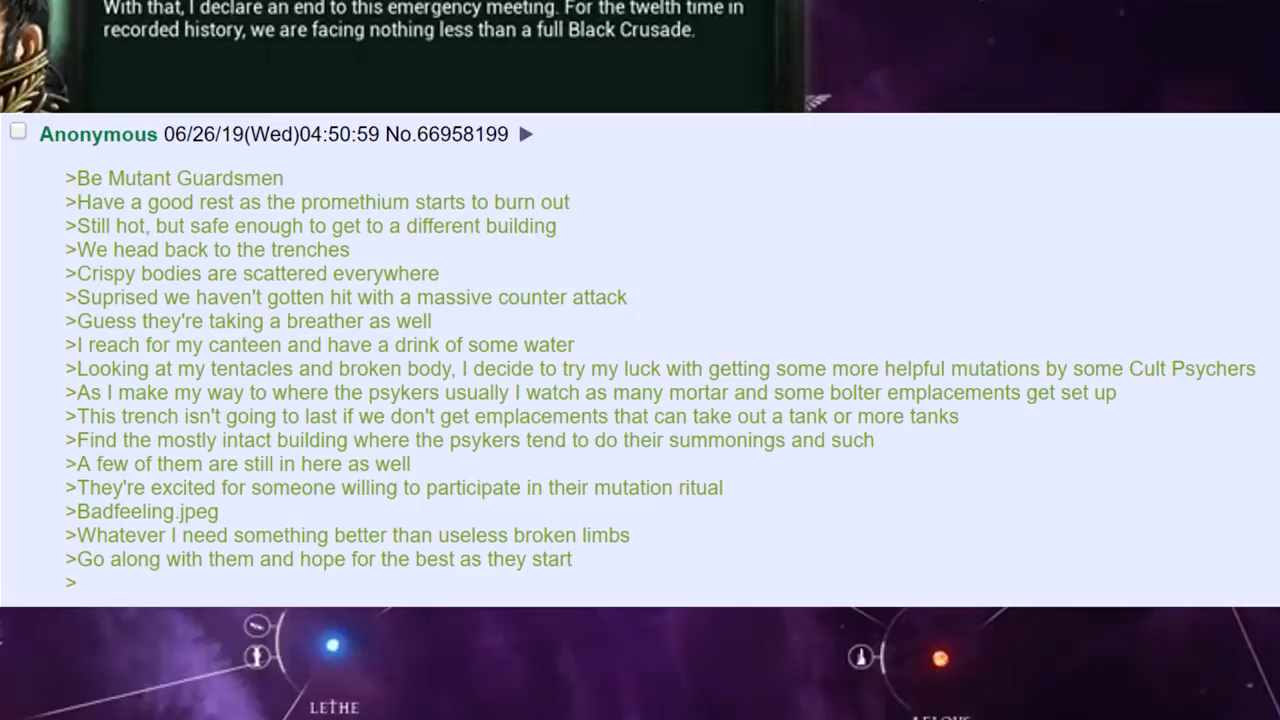 With that, I declare an end to this emergency meeting. For the twelfth time in
recorded history, we are facing nothing less than a full Black Crusade.
Anonymous 06/26/19(Wed)04:50:59 No.66958199
>Be Mutant Guardsmen
>Have a good rest as the promethium starts to burn out
>Still hot, but safe enough to get to a different building
>We head back to the trenches
>Crispy bodies are scattered everywhere
>Suprised we haven't gotten hit with a massive counter attack
>Guess they're taking a breather as well
>I reach for my canteen and have a drink of some water
>Looking at my tentacles and broken body, I decide to try my luck with getting some more helpful mutations by some Cult Psychers
>As I make my way to where the psykers usually I watch as many mortar and some bolter emplacements get set up
>This trench isn't going to last if we don't get emplacements that can take out a tank or more tanks
>Find the mostly intact building where the psykers tend to do their summonings and such
>A few of them are still in here as well
>They're excited for someone willing to participate in their mutation ritual
>Badfeeling.jpeg
>Whatever I need something better than useless broken limbs
>Go along with them and hope for the best as they start
>
LETHE